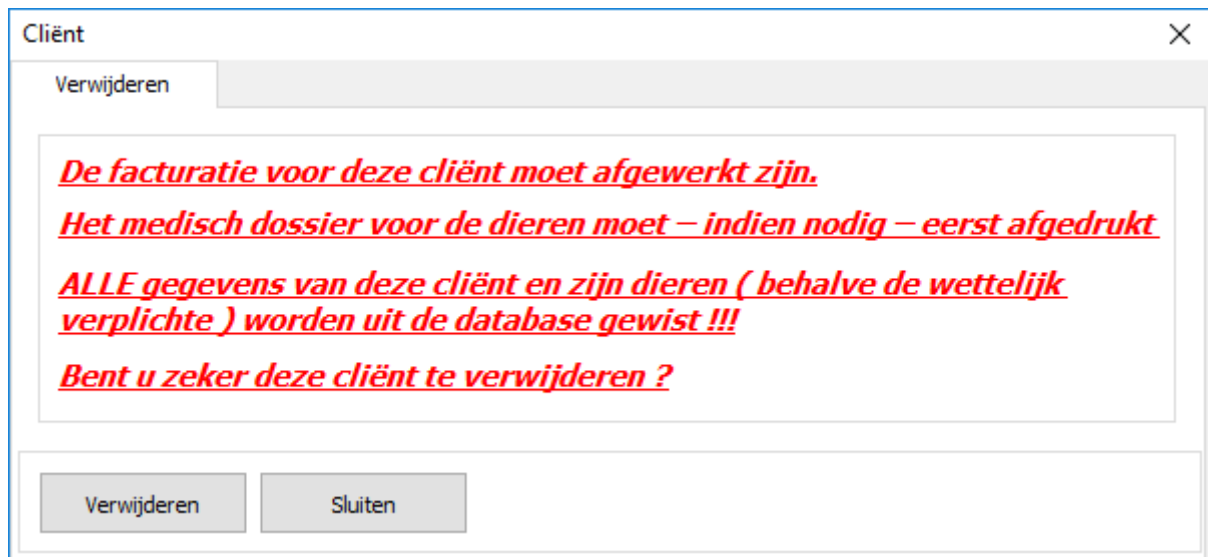 Cliënt
Verwijderen
De facturatie voor deze cliënt moet afgewerkt zijn.
Het medisch dossier voor de dieren moet – indien nodig – eerst afgedrukt
ALLE gegevens van deze cliënt en zijn dieren ( behalve de wettelijk
verplichte ) worden uit de database gewist !!!
Bent u zeker deze cliënt te verwijderen ?
Verwijderen Sluiten